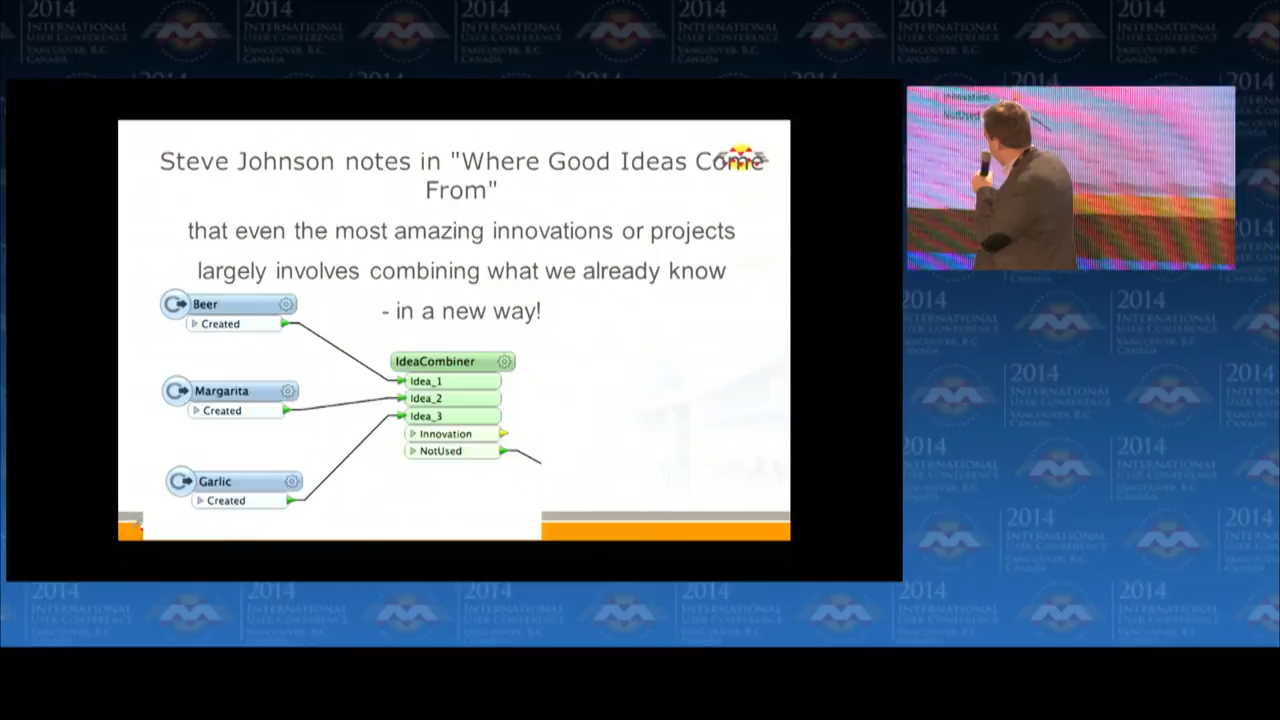 2014
INTERNATIONAL
USER CONFERENCE
VANCOUVER, B.C.
CANADA
Steve Johnson notes in "Where Good Ideas Come
From"
that even the most amazing innovations or projects
largely involves combining what we already know
- in a new way!
Beer
Created
Margarita
Created
Garlic
Created
IdeaCombiner
Idea_1
Idea_2
Idea_3
Innovation
NotUsed
Innovation
NotUsed